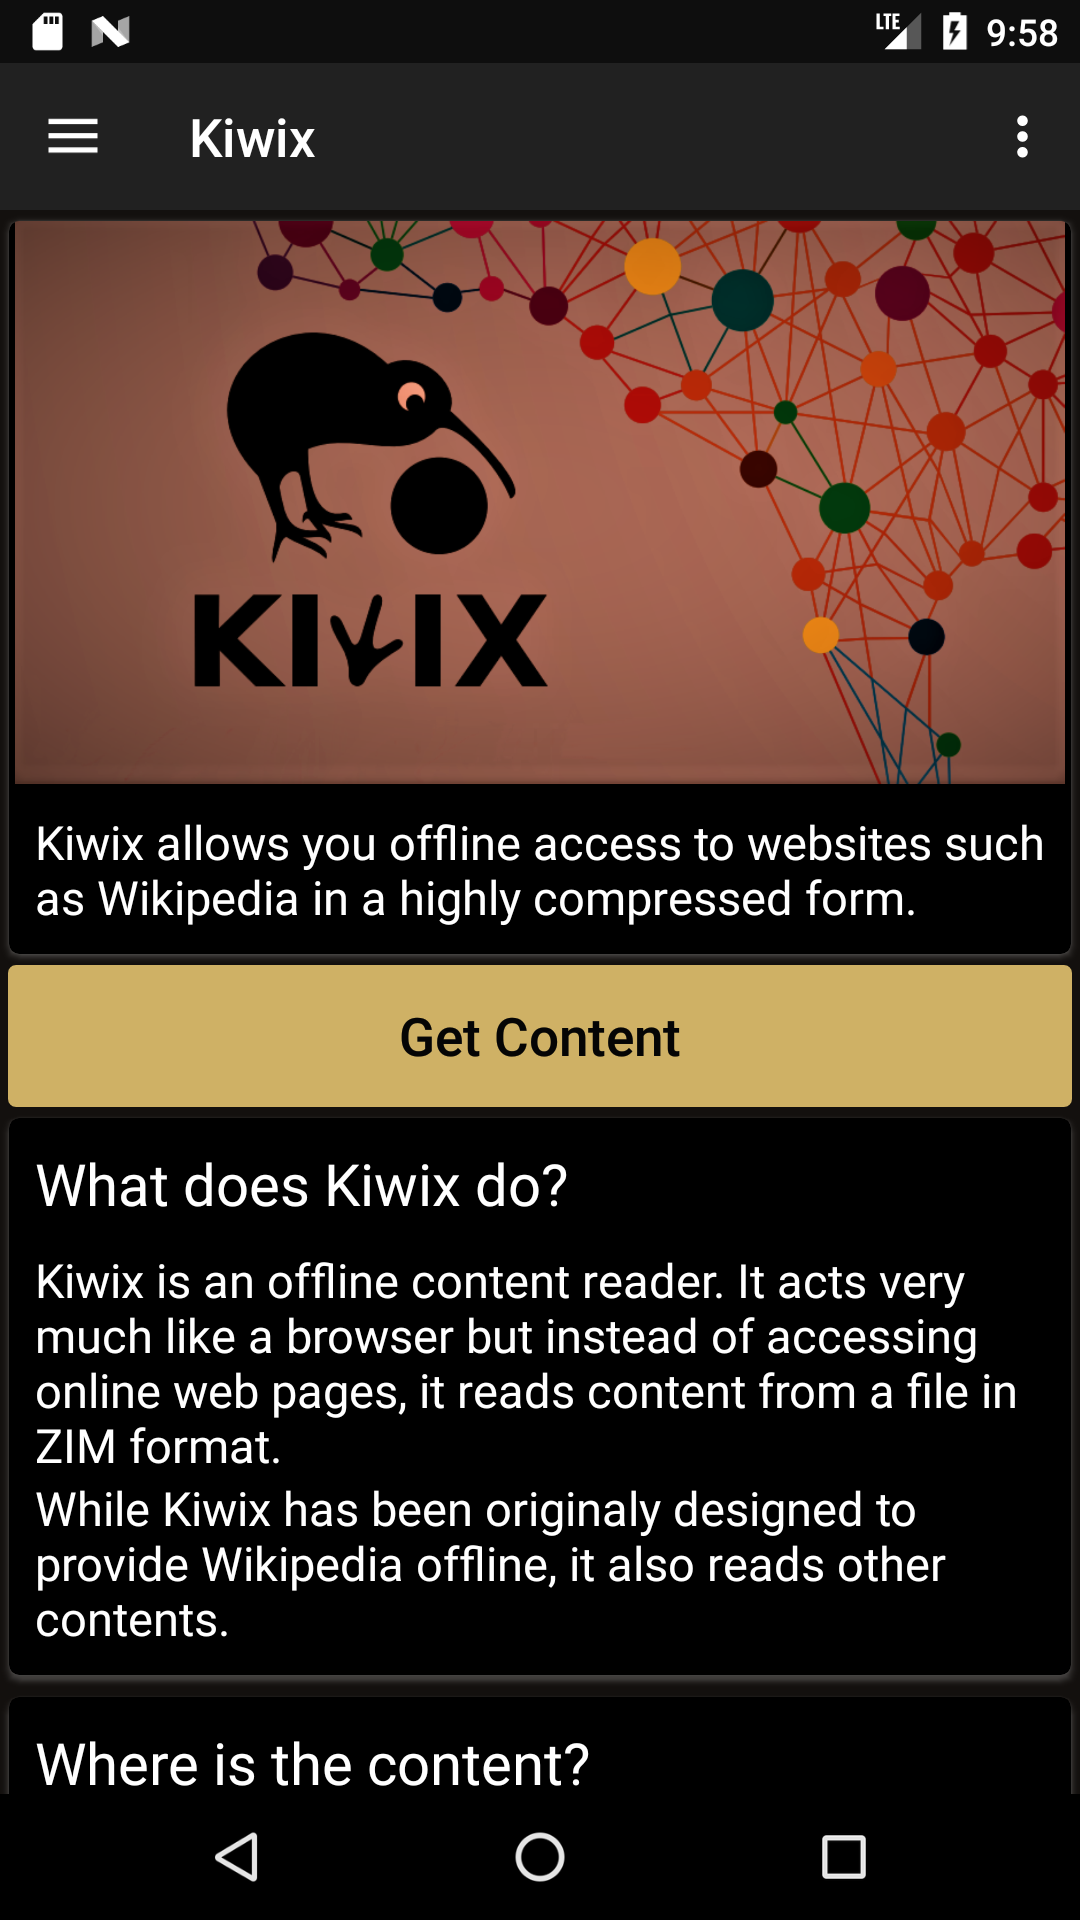 LTE 9:58
Kiwix
KIWIX
Kiwix allows you offline access to websites such
as Wikipedia in a highly compressed form.
Get Content
What does Kiwix do?
Kiwix is an offline content reader. It acts very
much like a browser but instead of accessing
online web pages, it reads content from a file in
ZIM format.
While Kiwix has been originaly designed to
provide Wikipedia offline, it also reads other
contents.
Where is the content?